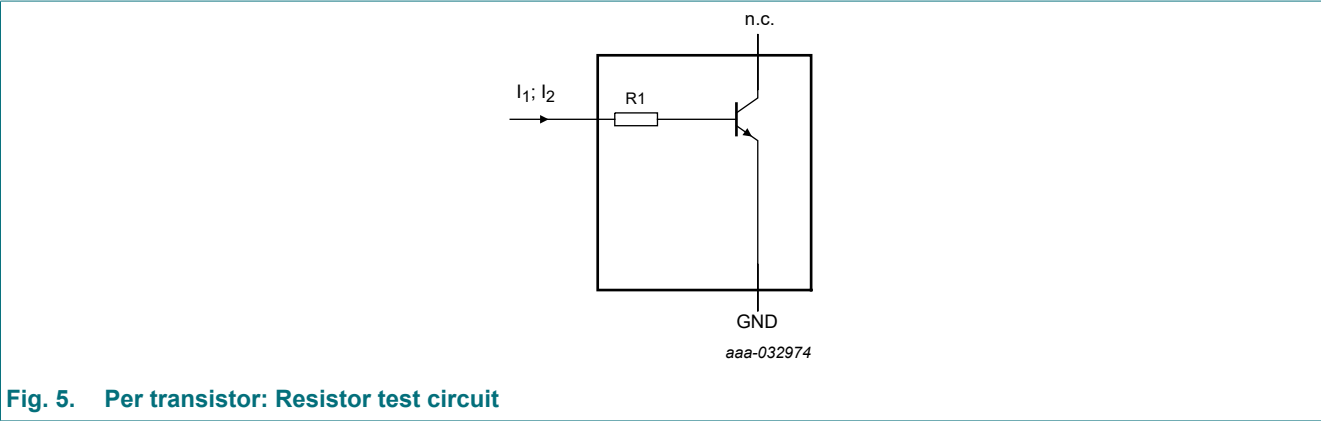 n.c.
I1; I2
R1
GND
aaa-032974
Fig. 5. Per transistor: Resistor test circuit